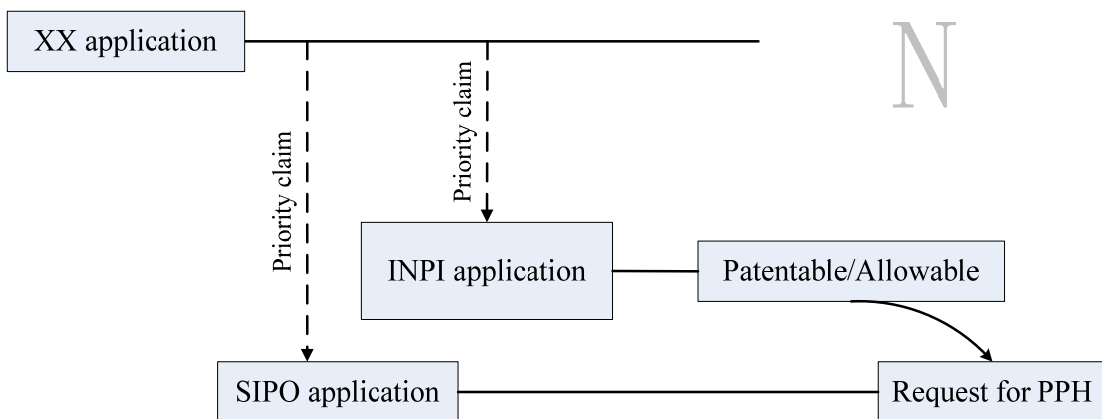 XX application
N
Priority claim
Priority claim
INPI application
Patentable/Allowable
SIPO application
Request for PPH